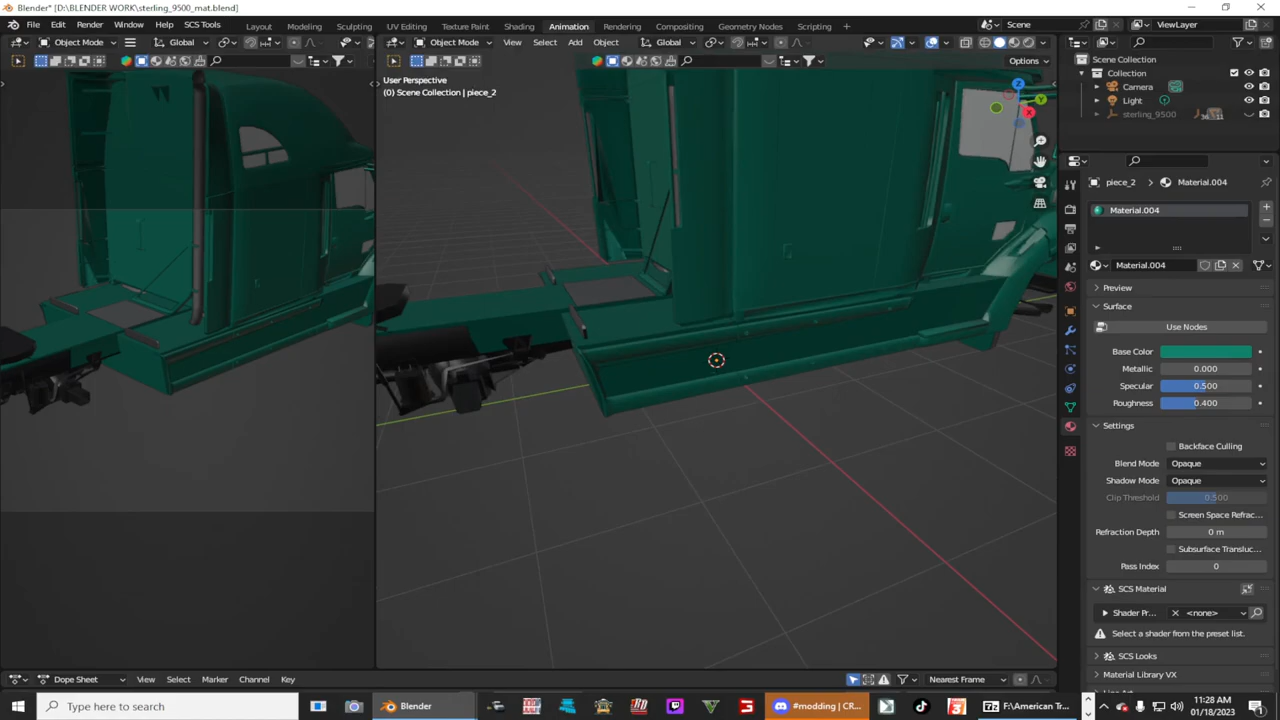 Blender* [D:\BLENDER WORK\sterling_9500_mat.blend]
File Edit Render Window Help SCS Tools Layout Modeling Sculpting UV Editing Texture Paint Shading Animation Rendering Compositing Geometry Nodes Scripting + Scene ViewLayer
Object Mode Global Object Mode View Select Add Object Global
Options
Scene Collection
Collection
Camera
Light
sterling_9500
User Perspective
(0) Scene Collection | piece_2
Z
Y
X
piece_2 > Material.004
Material.004
Material.004
Preview
Surface
Use Nodes
Base Color
Metallic 0.000
Specular 0.500
Roughness 0.400
Settings
Backface Culling
Blend Mode Opaque
Shadow Mode Opaque
Clip Threshold 0.500
Screen Space Refrac...
Refraction Depth 0 m
Subsurface Transluc...
Pass Index 0
SCS Material
Shader Pr... <none>
Select a shader from the preset list.
SCS Looks
Material Library VX
Dope Sheet View Select Marker Channel Key Nearest Frame
Type here to search Blender #modding | CR... F:\American Tr... 11:28 AM
01/18/2023